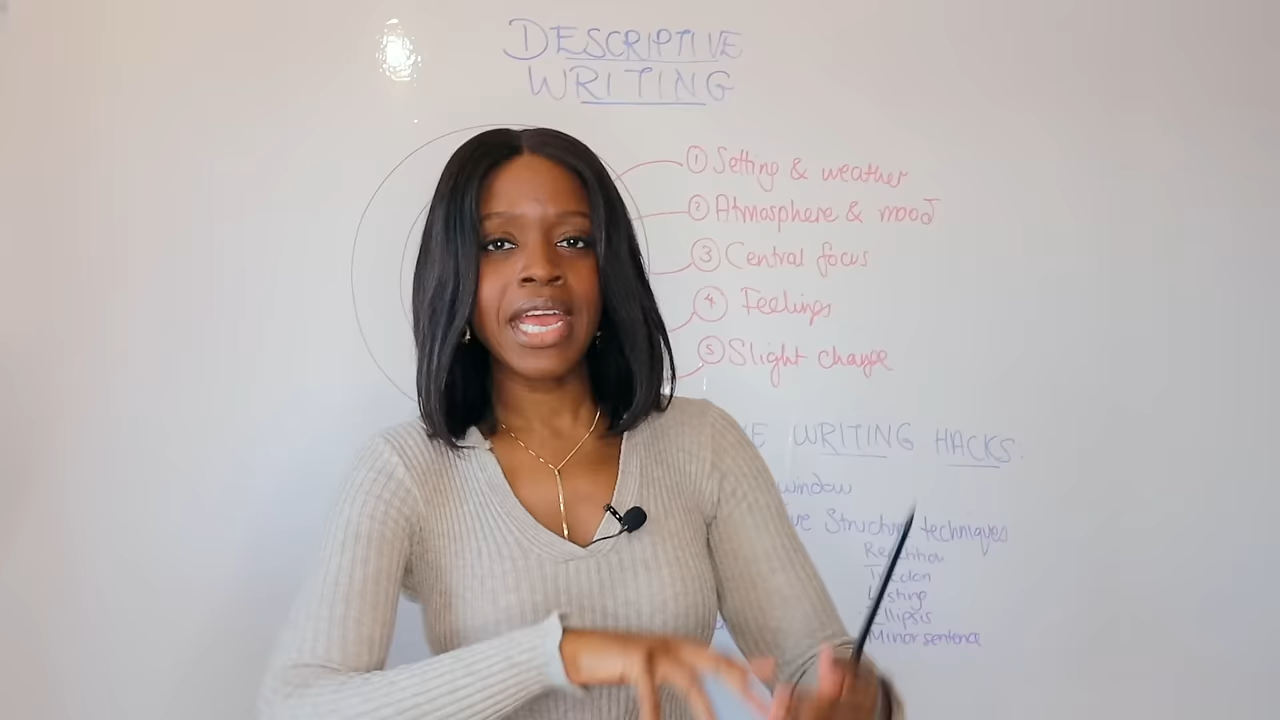 DESCRIPTIVE
WRITING
① Setting & weather
② Atmosphere & mood
③ Central focus
④ Feelings
⑤ Slight change
WRITING HACKS.
window
Structure techniques
Repetition
Tricolon
Listing
Ellipsis
Minor sentence